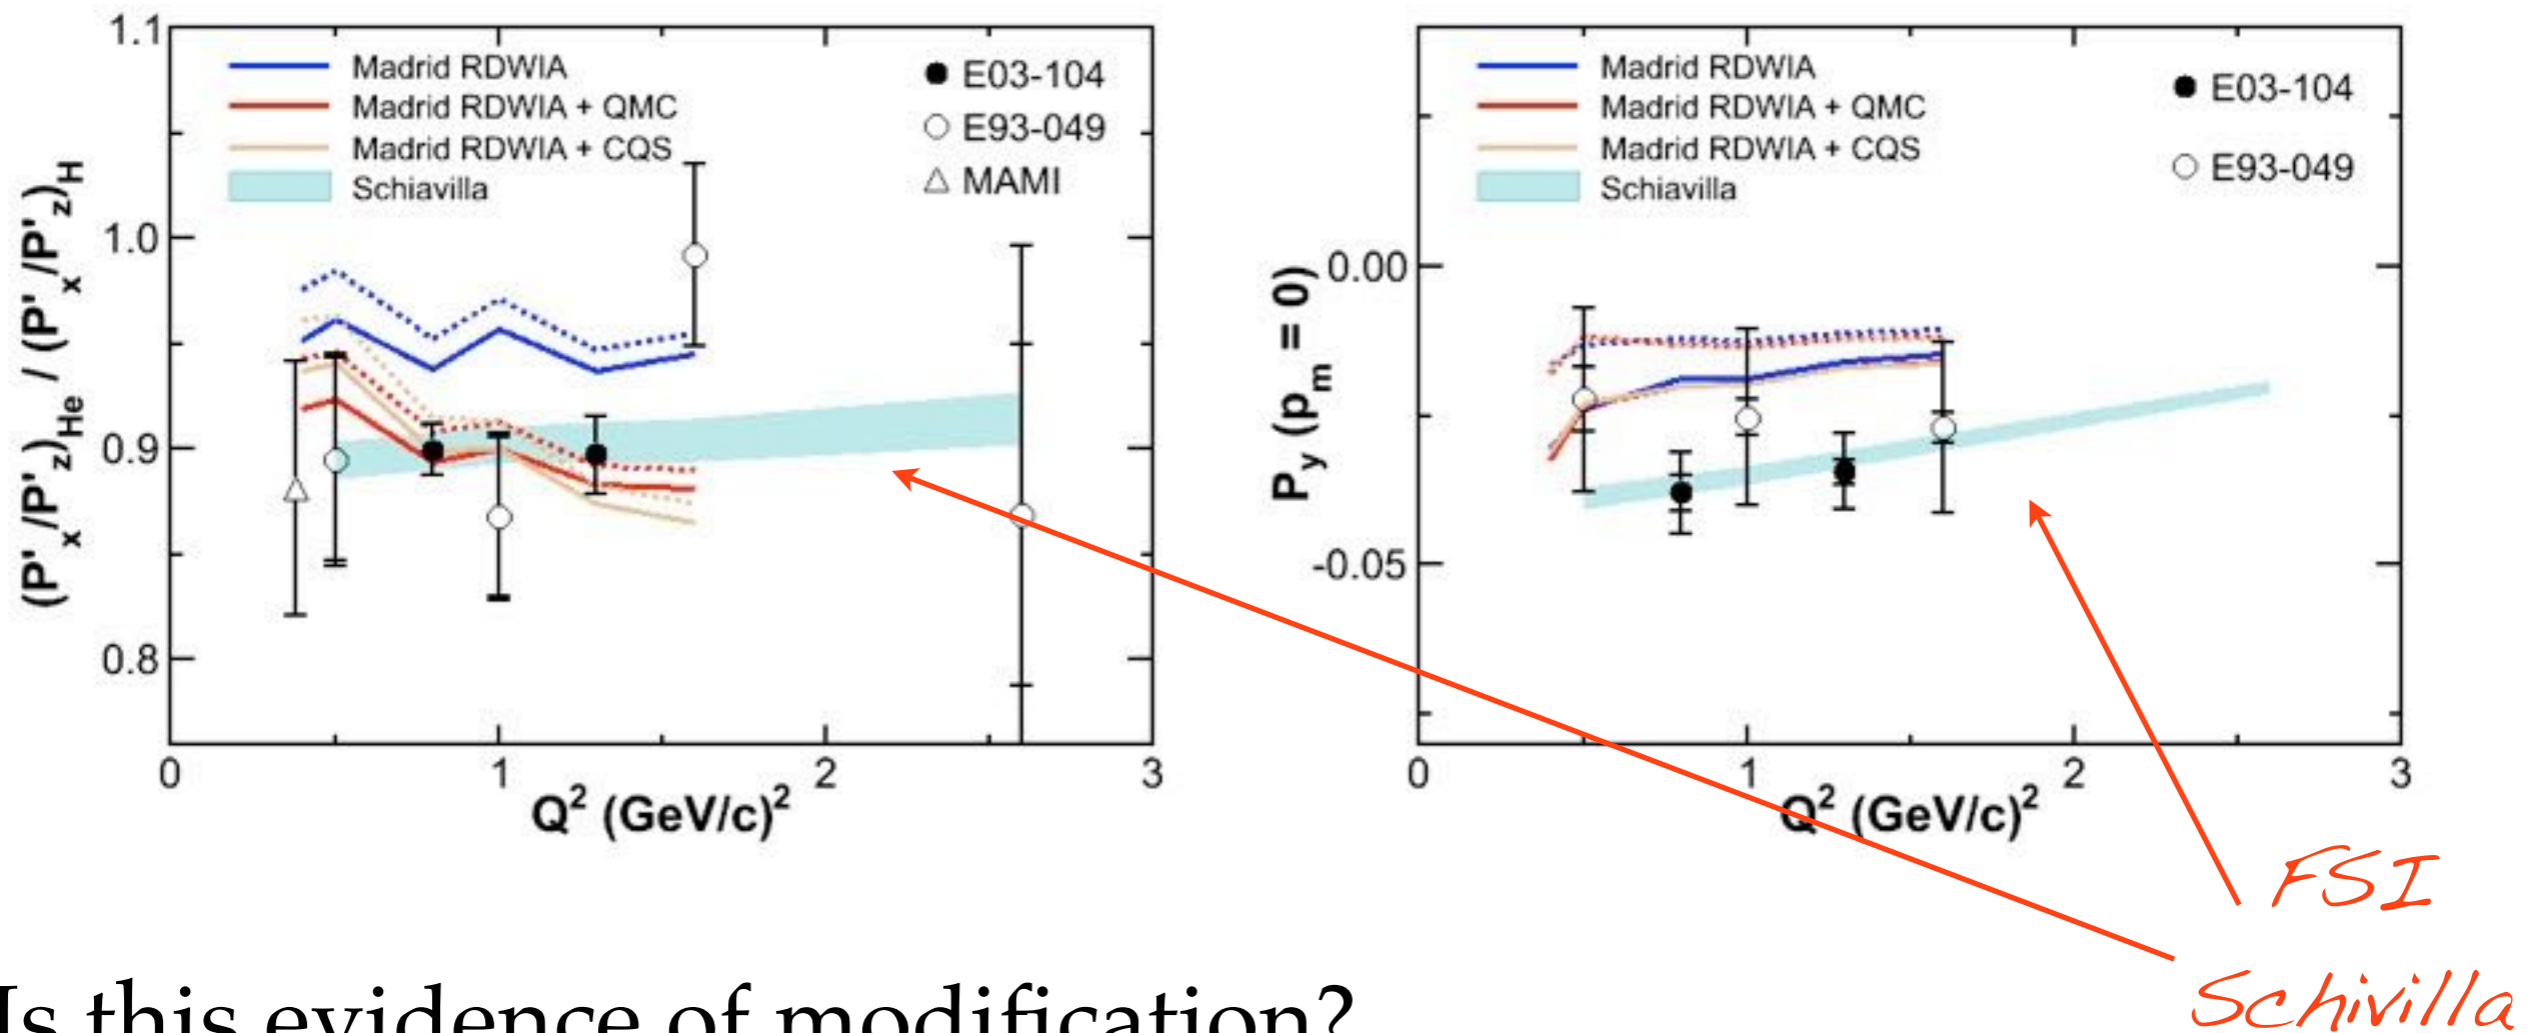 1.1
1.0
0.9
0.8
(P'x/P'z)He / (P'x/P'z)H
Madrid RDWIA
Madrid RDWIA + QMC
Madrid RDWIA + CQS
Schiavilla
E03-104
E93-049
MAMI
0 1 2 3
Q² (GeV/c)²
0.00
-0.05
Py (pm = 0)
Madrid RDWIA
Madrid RDWIA + QMC
Madrid RDWIA + CQS
Schiavilla
E03-104
E93-049
0 1 2 3
Q² (GeV/c)²
FSI
Schivilla
Is this evidence of modification?